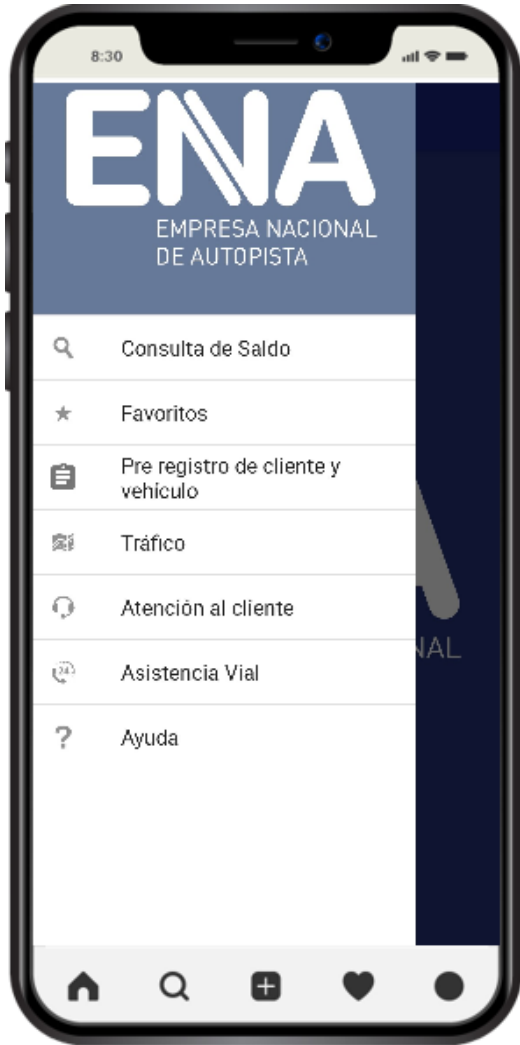 8:30
ENA
EMPRESA NACIONAL
DE AUTOPISTA
Consulta de Saldo
Favoritos
Pre registro de cliente y
vehículo
Tráfico
Atención al cliente
24
Asistencia Vial
Ayuda
A
NAL